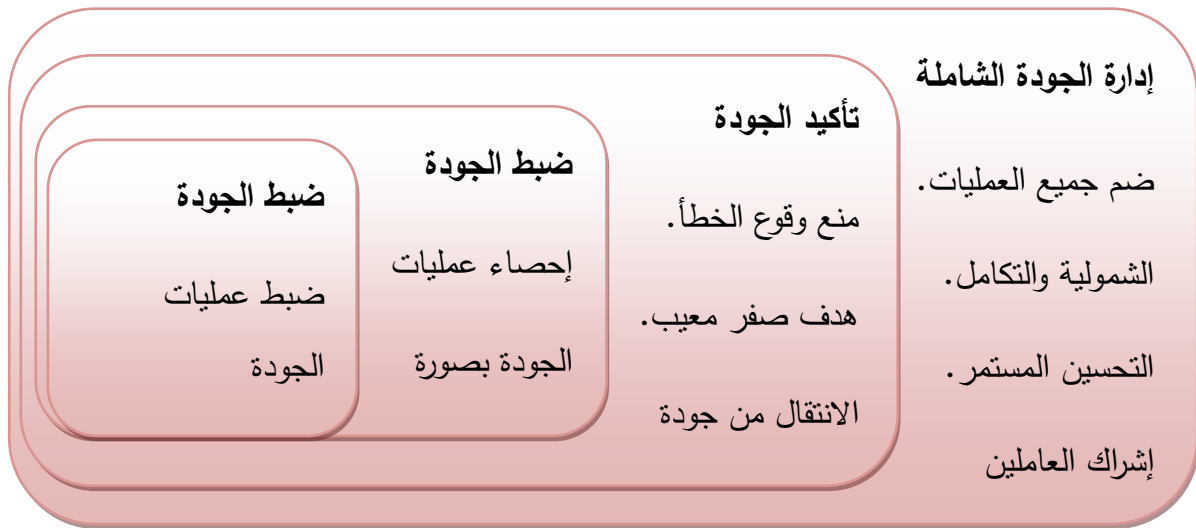 إدارة الجودة الشاملة
ضم جميع العمليات.
الشمولية والتكامل.
التحسين المستمر.
إشراك العاملين
تأكيد الجودة
منع وقوع الخطأ.
هدف صفر معيب.
الانتقال من جودة
ضبط الجودة
إحصاء عمليات
الجودة بصورة
ضبط الجودة
ضبط عمليات
الجودة